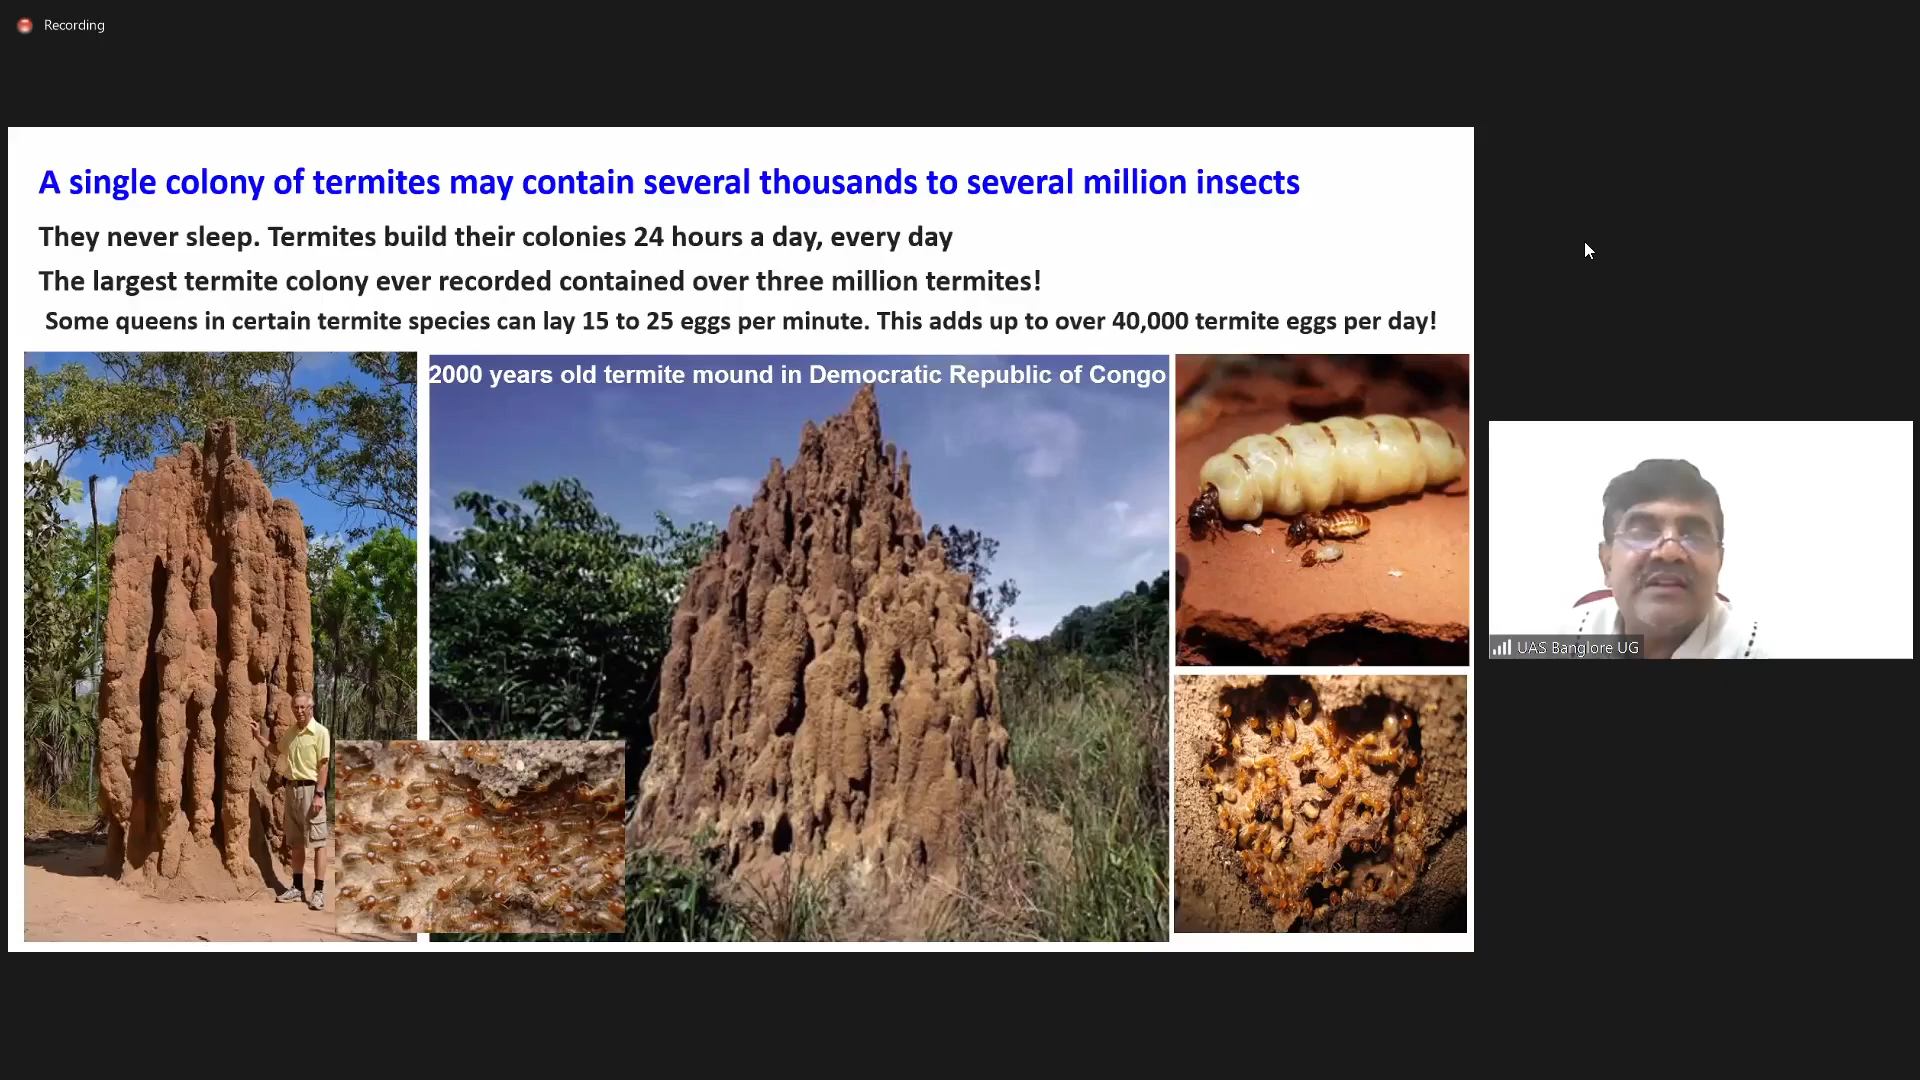 Recording
A single colony of termites may contain several thousands to several million insects
They never sleep. Termites build their colonies 24 hours a day, every day
The largest termite colony ever recorded contained over three million termites!
Some queens in certain termite species can lay 15 to 25 eggs per minute. This adds up to over 40,000 termite eggs per day!
2000 years old termite mound in Democratic Republic of Congo
UAS Banglore UG